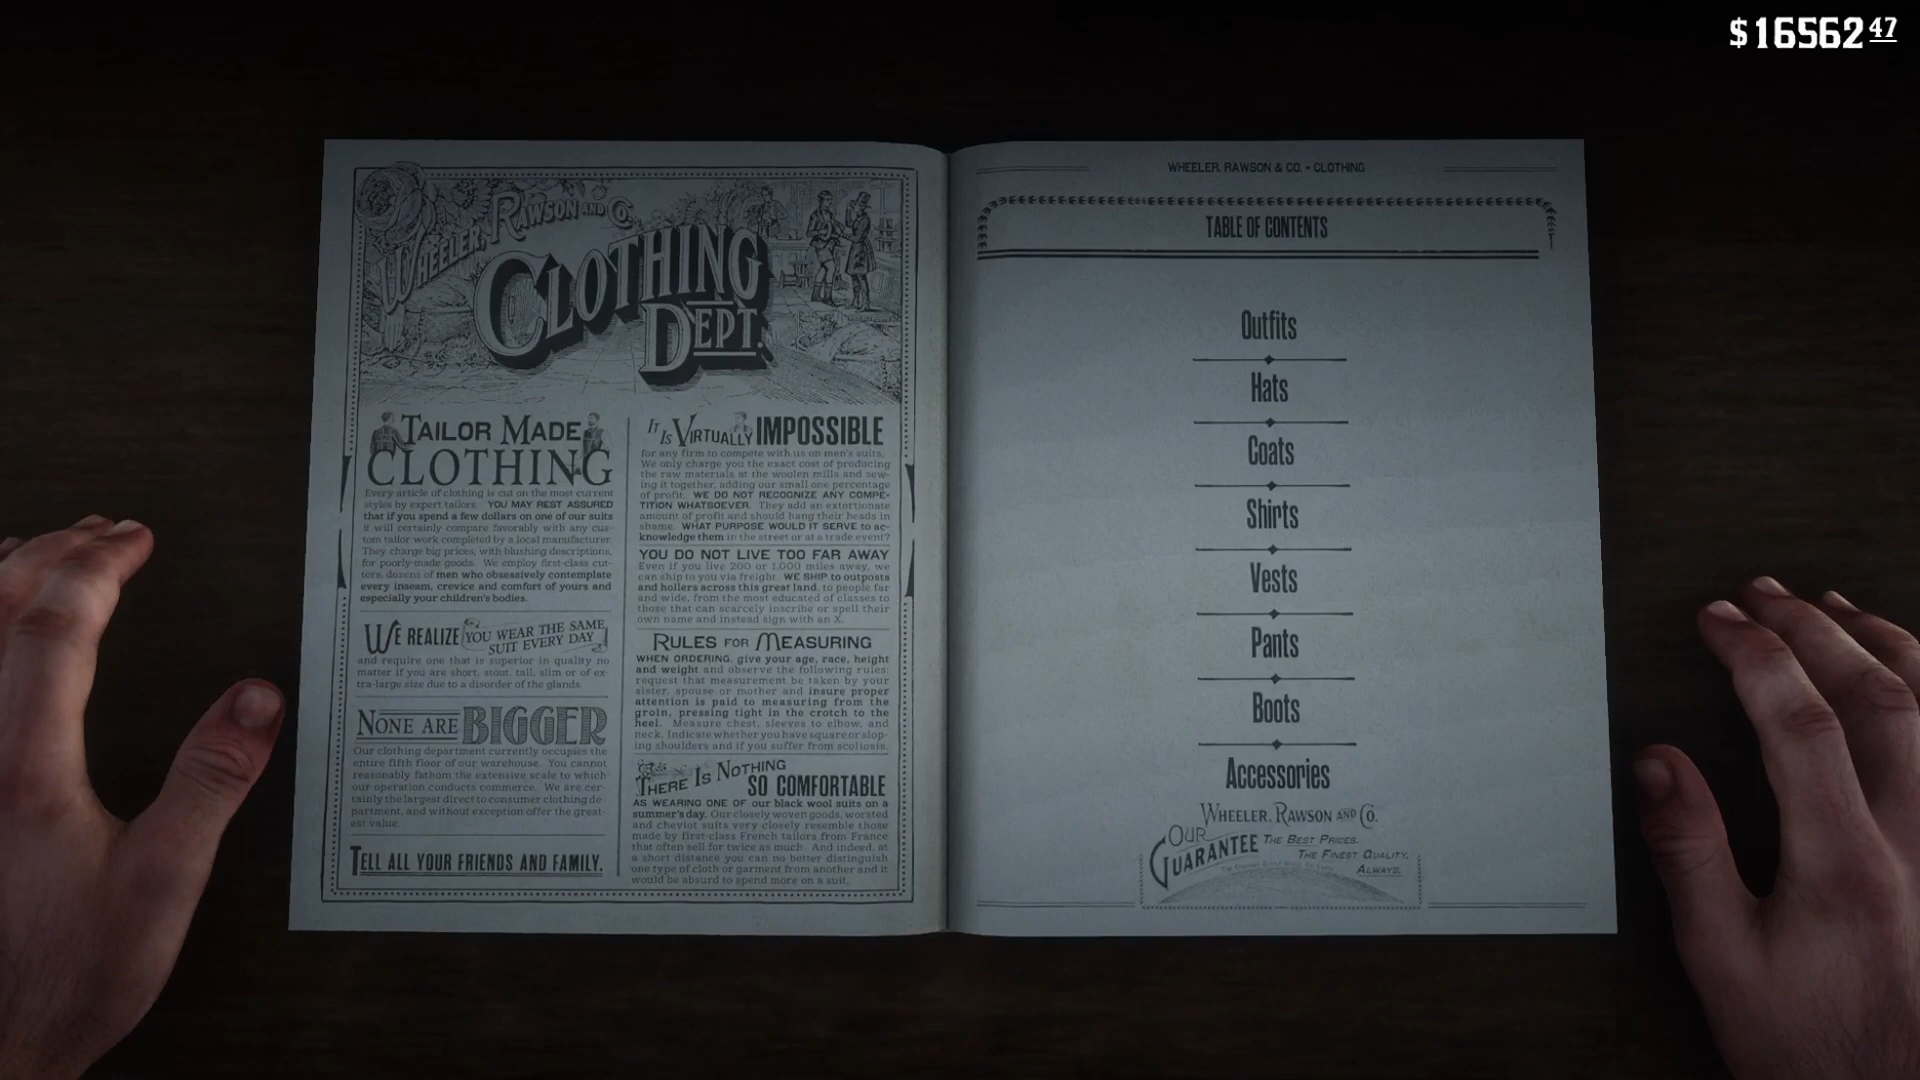 $16562 47
WHEELER, RAWSON AND CO.
CLOTHING
DEPT.
TAILOR MADE
CLOTHING
Every article of clothing is cut on the most current
styles by expert tailors. YOU MAY REST ASSURED
that if you spend a few dollars on one of our suits
it will certainly compare favorably with any cus-
tom tailor work completed by a local manufacturer.
They charge big prices, with blushing descriptions,
for poorly-made goods. We employ first-class cut-
ters, dozens of men who obsessively contemplate
every inseam, crevice and comfort of yours and
especially your children's bodies.
WE REALIZE YOU WEAR THE SAME
SUIT EVERY DAY
and require one that is superior in quality no
matter if you are short, stout, tall, slim or of ex-
tra-large size due to a disorder of the glands.
NONE ARE BIGGER
Our clothing department currently occupies the
entire fifth floor of our warehouse. You cannot
reasonably fathom the extensive scale to which
our operation conducts commerce. We are cer-
tainly the largest direct to consumer clothing de-
partment, and without exception offer the great-
est value.
TELL ALL YOUR FRIENDS AND FAMILY.
IT IS VIRTUALLY IMPOSSIBLE
for any firm to compete with us on men's suits.
We only charge you the exact cost of producing
the raw materials at the woolen mills and sew-
ing it together, adding our small one percentage
of profit. WE DO NOT RECOGNIZE ANY COMPE-
TITION WHATSOEVER. They add an extortionate
amount of profit and should hang their heads in
shame. WHAT PURPOSE WOULD IT SERVE to ac-
knowledge them in the street or at a trade event?
YOU DO NOT LIVE TOO FAR AWAY
Even if you live 200 or 1,000 miles away, we
can ship to you via freight. WE SHIP to outposts
and hollers across this great land, to people far
and wide, from the most educated of classes to
those that can scarcely inscribe or spell their
own name and instead sign with an X.
RULES FOR MEASURING
WHEN ORDERING, give your age, race, height
and weight and observe the following rules:
request that measurement be taken by your
sister, spouse or mother and insure proper
attention is paid to measuring from the
groin, pressing tight in the crotch to the
heel. Measure chest, sleeves to elbow, and
neck. Indicate whether you have square or slop-
ing shoulders and if you suffer from scoliosis.
THERE IS NOTHING
SO COMFORTABLE
AS WEARING ONE OF our black wool suits on a
summer's day. Our closely woven goods, worsted
and cheviot suits very closely resemble those
made by first-class French tailors from France
that often sell for twice as much. And indeed, at
a short distance you can no better distinguish
one type of cloth or garment from another and it
would be absurd to spend more on a suit.
WHEELER, RAWSON & CO. - CLOTHING
TABLE OF CONTENTS
Outfits
Hats
Coats
Shirts
Vests
Pants
Boots
Accessories
WHEELER, RAWSON AND CO.
OUR
GUARANTEE THE BEST PRICES.
THE FINEST QUALITY.
ALWAYS.